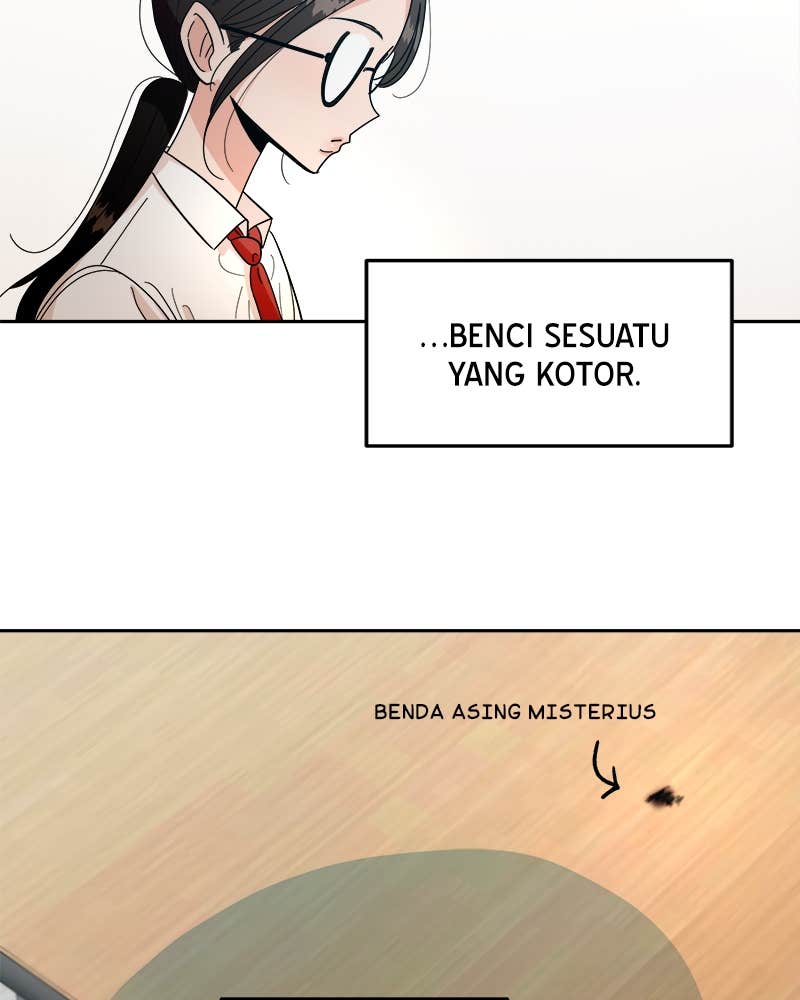 ...BENCI SESUATU
YANG KOTOR.
BENDA ASING MISTERIUS